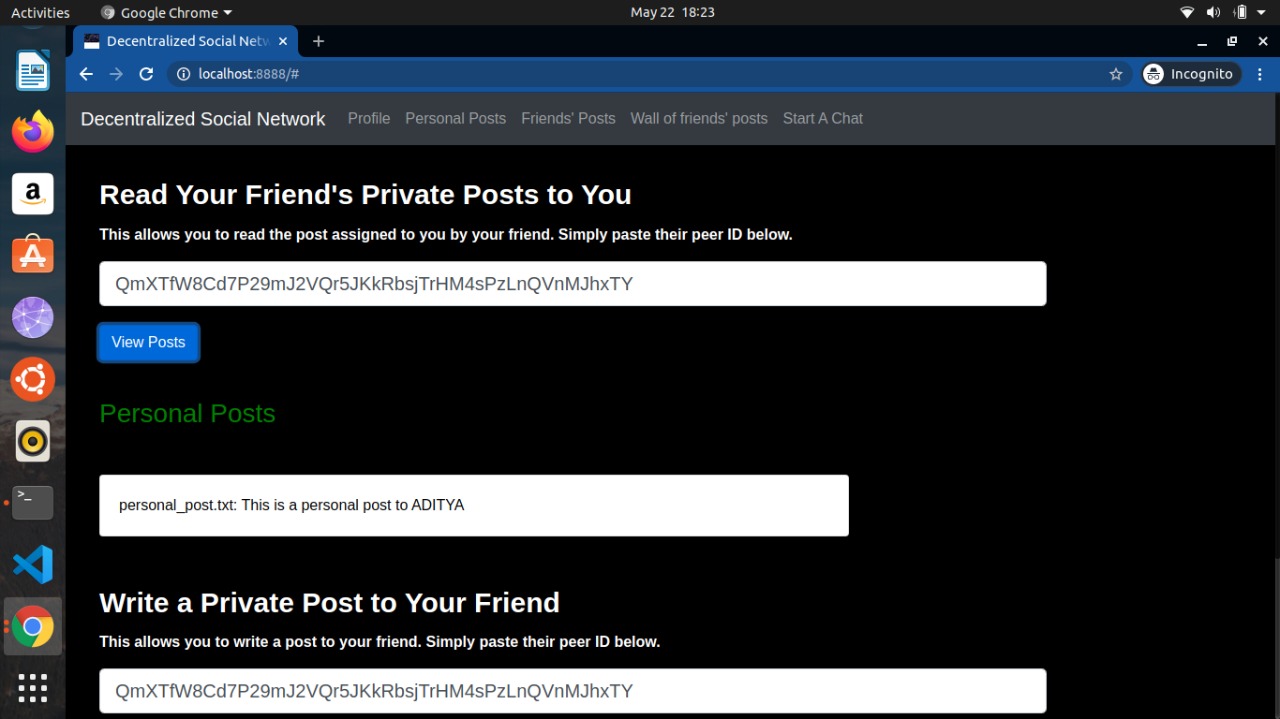 Activities
Google Chrome
May 22 18:23
Decentralized Social Netw
localhost:8888/#
Incognito
Decentralized Social Network
Profile
Personal Posts
Friends' Posts
Wall of friends' posts
Start A Chat
Read Your Friend's Private Posts to You
This allows you to read the post assigned to you by your friend. Simply paste their peer ID below.
QmXTfW8Cd7P29mJ2VQr5JKkRbsjTrHM4sPzLnQVnMJhxTY
View Posts
Personal Posts
personal_post.txt: This is a personal post to ADITYA
Write a Private Post to Your Friend
This allows you to write a post to your friend. Simply paste their peer ID below.
QmXTfW8Cd7P29mJ2VQr5JKkRbsjTrHM4sPzLnQVnMJhxTY